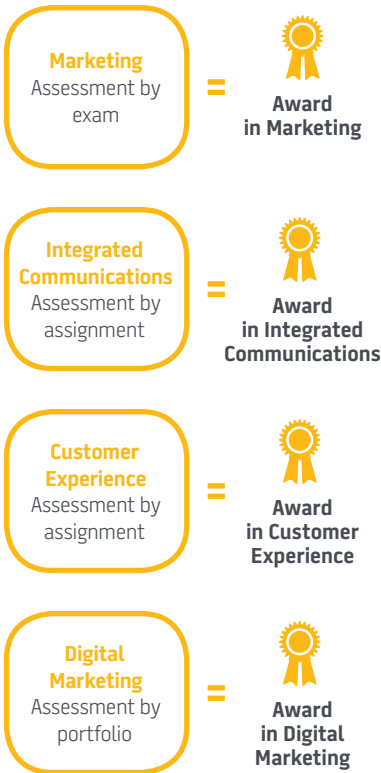 Marketing
Assessment by
exam
=
Award
in Marketing
Integrated
Communications
Assessment by
assignment
=
Award
in Integrated
Communications
Customer
Experience
Assessment by
assignment
=
Award
in Customer
Experience
Digital
Marketing
Assessment by
portfolio
=
Award
in Digital
Marketing